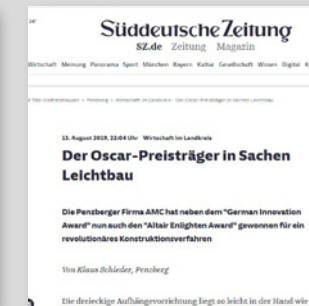 Süddeutsche Zeitung
SZ.de Zeitung Magazin
Wirtschaft Meinung Panorama Sport München Bayern Kultur Gesellschaft Wissen Digital
13. August 2019, 22:04 Uhr Wirtschaft im Landkreis
Der Oscar-Preisträger in Sachen
Leichtbau
Die Penzberger Firma AMC hat neben dem "German Innovation
Award" nun auch den "Altair Enlighten Award" gewonnen für ein
revolutionäres Konstruktionsverfahren
Von Klaus Schieder, Penzberg
Die dreieckige Aufhängevorrichtung liegt so leicht in der Hand wie